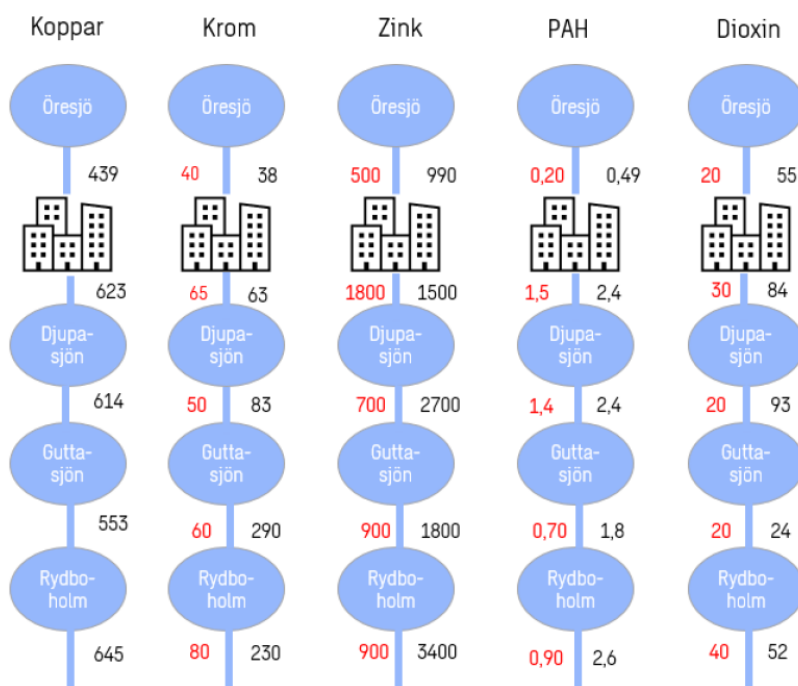 Koppar Krom Zink PAH Dioxin
Öresjö Öresjö Öresjö Öresjö Öresjö
439 40 38 500 990 0,20 0,49 20 55
623 65 63 1800 1500 1,5 2,4 30 84
Djupa- Djupa- Djupa- Djupa- Djupa-
sjön sjön sjön sjön sjön
614 50 83 700 2700 1,4 2,4 20 93
Gutta- Gutta- Gutta- Gutta- Gutta-
sjön sjön sjön sjön sjön
553 60 290 900 1800 0,70 1,8 20 24
Rydbo- Rydbo- Rydbo- Rydbo- Rydbo-
holm holm holm holm holm
645 80 230 900 3400 0,90 2,6 40 52